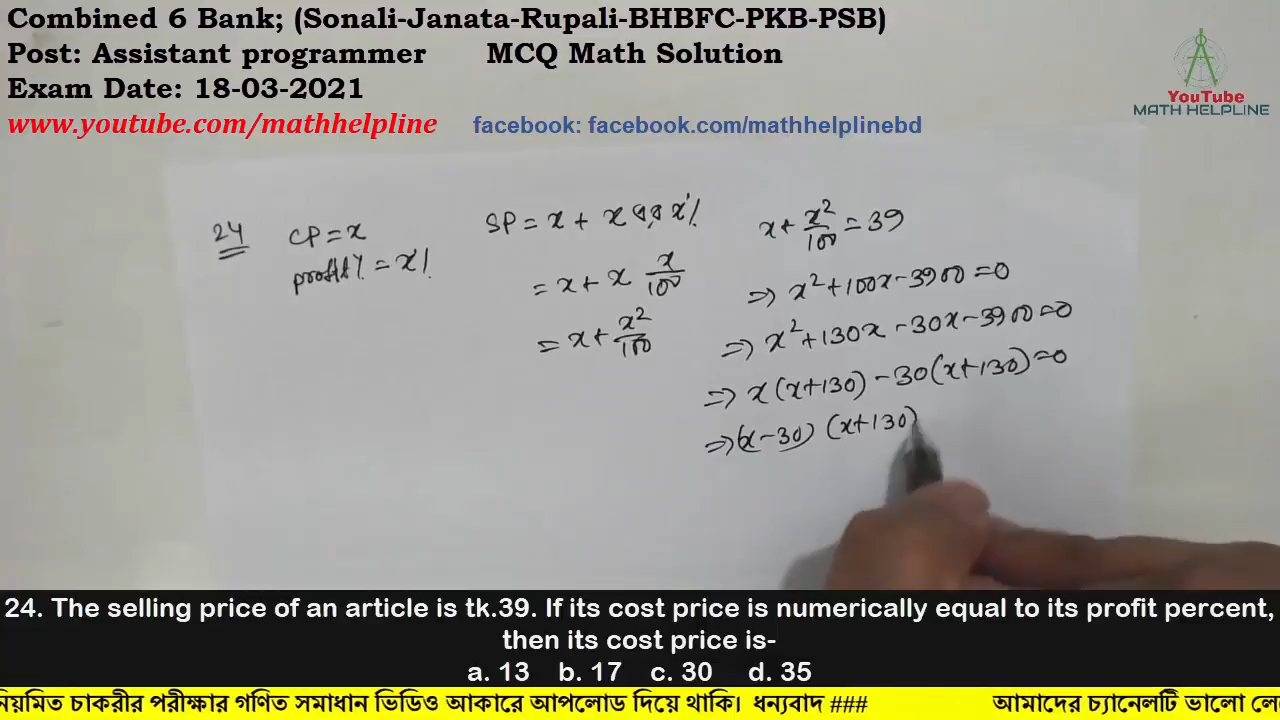 Combined 6 Bank; (Sonali-Janata-Rupali-BHBFC-PKB-PSB)
Post: Assistant programmer MCQ Math Solution
Exam Date: 18-03-2021
www.youtube.com/mathhelpline facebook: facebook.com/mathhelplinebd
YouTube
MATH HELPLINE
24
CP = x
profit% = x%
SP = x + x এর x%
= x + x x/100
= x + x²/100
x + x²/100 = 39
⇒ x² + 100x - 3900 = 0
⇒ x² + 130x - 30x - 3900 = 0
⇒ x(x+130) - 30(x+130) = 0
⇒ (x-30) (x+130)
24. The selling price of an article is tk.39. If its cost price is numerically equal to its profit percent,
then its cost price is-
a. 13 b. 17 c. 30 d. 35
নিয়মিত চাকরীর পরীক্ষার গণিত সমাধান ভিডিও আকারে আপলোড দিয়ে থাকি। ধন্যবাদ ### আমাদের চ্যানেলটি ভালো লে